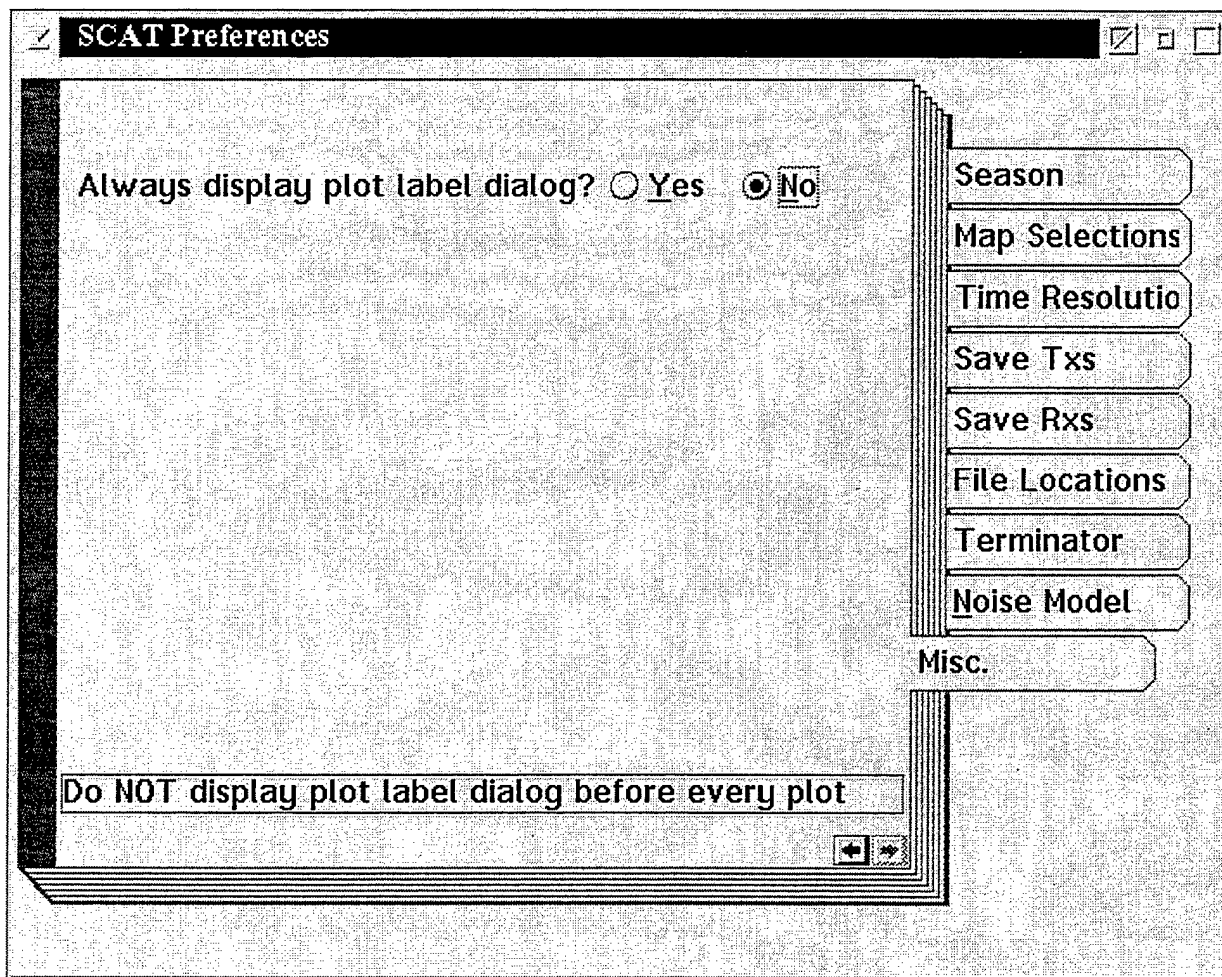 SCAT Preferences
Always display plot label dialog? Yes No
Season
Map Selections
Time Resolutio
Save Txs
Save Rxs
File Locations
Terminator
Noise Model
Misc.
Do NOT display plot label dialog before every plot